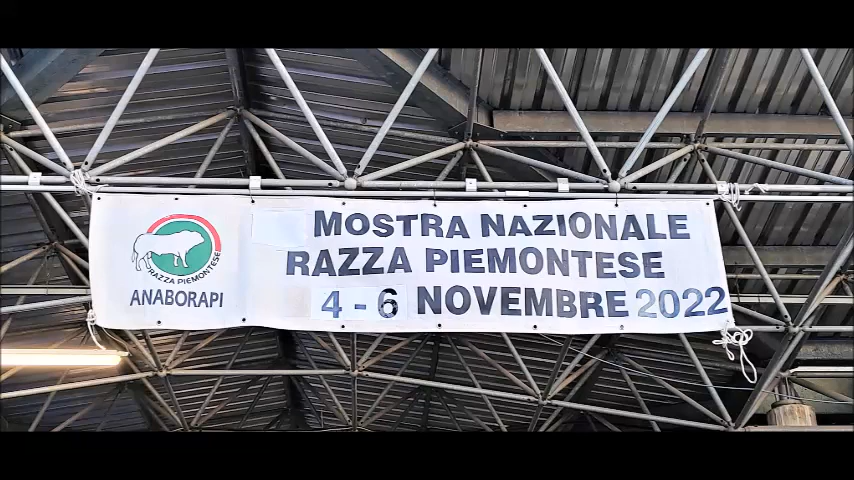 MOSTRA NAZIONALE
RAZZA PIEMONTESE
4 - 6 NOVEMBRE 2022
RAZZA PIEMONTESE
ANABORAPI